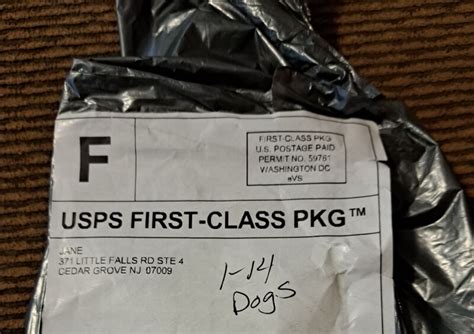 F
FIRST-CLASS PKG
U.S. POSTAGE PAID
PERMIT NO. 59781
WASHINGTON DC
eVS
USPS FIRST-CLASS PKG™
JANE
371 LITTLE FALLS RD STE 4
CEDAR GROVE NJ 07009
1-14
Dogs